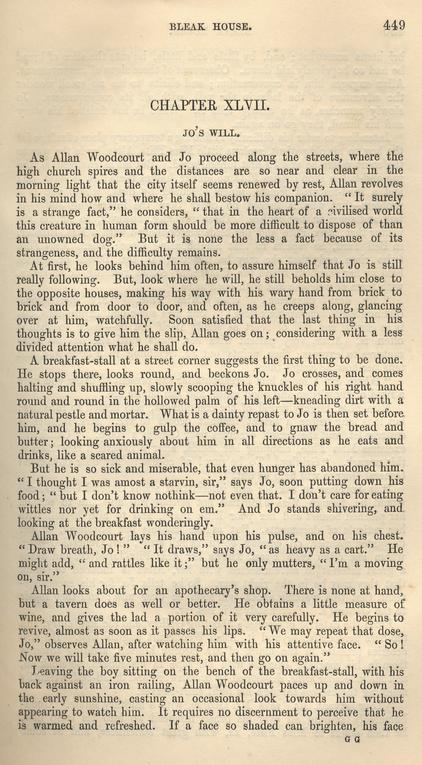 BLEAK HOUSE. 449
CHAPTER XLVII.
JO'S WILL.
As Allan Woodcourt and Jo proceed along the streets, where the
high church spires and the distances are so near and clear in the
morning light that the city itself seems renewed by rest, Allan revolves
in his mind how and where he shall bestow his companion. "It surely
is a strange fact," he considers, "that in the heart of a civilised world
this creature in human form should be more difficult to dispose of than
an unowned dog." But it is none the less a fact because of its
strangeness, and the difficulty remains.
At first, he looks behind him often, to assure himself that Jo is still
really following. But, look where he will, he still beholds him close to
the opposite houses, making his way with his wary hand from brick to
brick and from door to door, and often, as he creeps along, glancing
over at him, watchfully. Soon satisfied that the last thing in his
thoughts is to give him the slip, Allan goes on; considering with a less
divided attention what he shall do.
A breakfast-stall at a street corner suggests the first thing to be done.
He stops there, looks round, and beckons Jo. Jo crosses, and comes
halting and shuffling up, slowly scooping the knuckles of his right hand
round and round in the hollowed palm of his left—kneading dirt with a
natural pestle and mortar. What is a dainty repast to Jo is then set before
him, and he begins to gulp the coffee, and to gnaw the bread and
butter; looking anxiously about him in all directions as he eats and
drinks, like a scared animal.
But he is so sick and miserable, that even hunger has abandoned him.
"I thought I was amost a starvin, sir," says Jo, soon putting down his
food; "but I don't know nothink—not even that. I don't care for eating
wittles nor yet for drinking on em." And Jo stands shivering, and
looking at the breakfast wonderingly.
Allan Woodcourt lays his hand upon his pulse, and on his chest.
"Draw breath, Jo!" "It draws," says Jo, "as heavy as a cart." He
might add, "and rattles like it;" but he only mutters, "I'm a moving
on, sir."
Allan looks about for an apothecary's shop. There is none at hand,
but a tavern does as well or better. He obtains a little measure of
wine, and gives the lad a portion of it very carefully. He begins to
revive, almost as soon as it passes his lips. "We may repeat that dose,
Jo," observes Allan, after watching him with his attentive face. "So!
Now we will take five minutes rest, and then go on again."
Leaving the boy sitting on the bench of the breakfast-stall, with his
back against an iron railing, Allan Woodcourt paces up and down in
the early sunshine, casting an occasional look towards him without
appearing to watch him. It requires no discernment to perceive that he
is warmed and refreshed. If a face so shaded can brighten, his face
G G